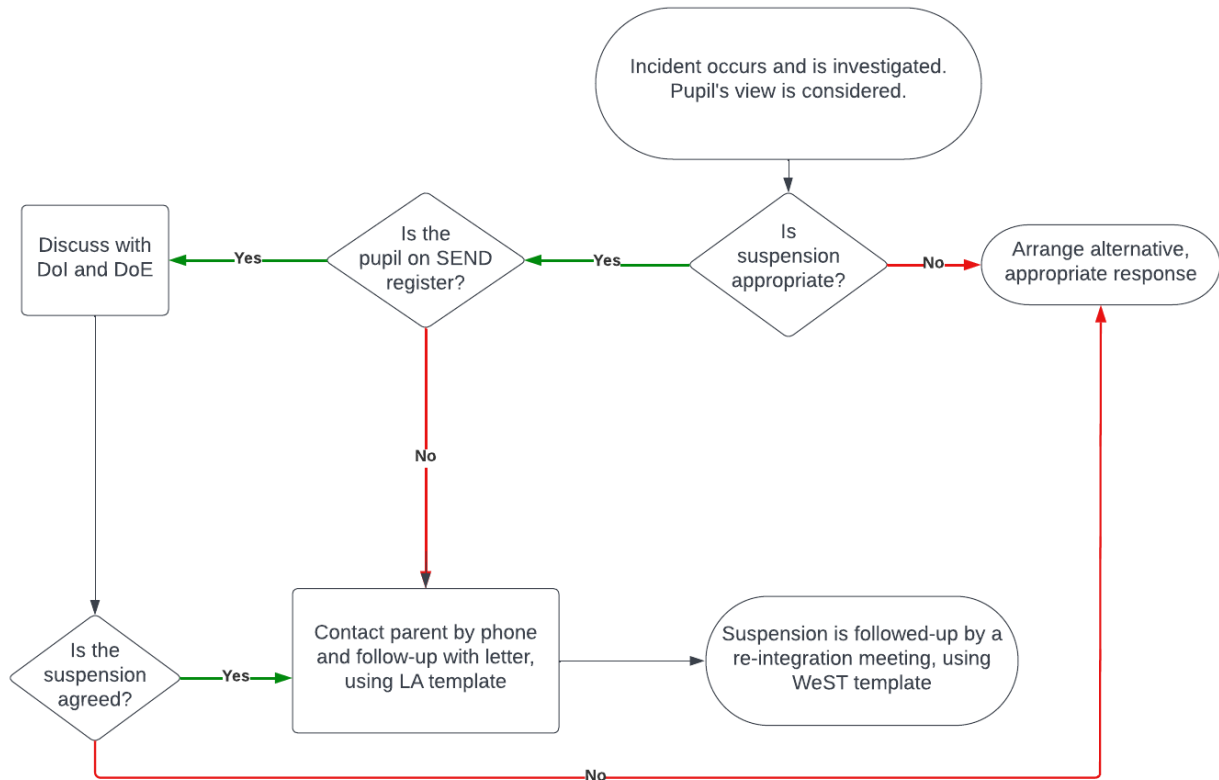 Incident occurs and is investigated.
Pupil's view is considered.
Is
suspension
appropriate?
No
Arrange alternative,
appropriate response
Yes
Is the
pupil on SEND
register?
Yes
Discuss with
DoI and DoE
No
Is the
suspension
agreed?
Yes
Contact parent by phone
and follow-up with letter,
using LA template
Suspension is followed-up by a
re-integration meeting, using
WeST template
No